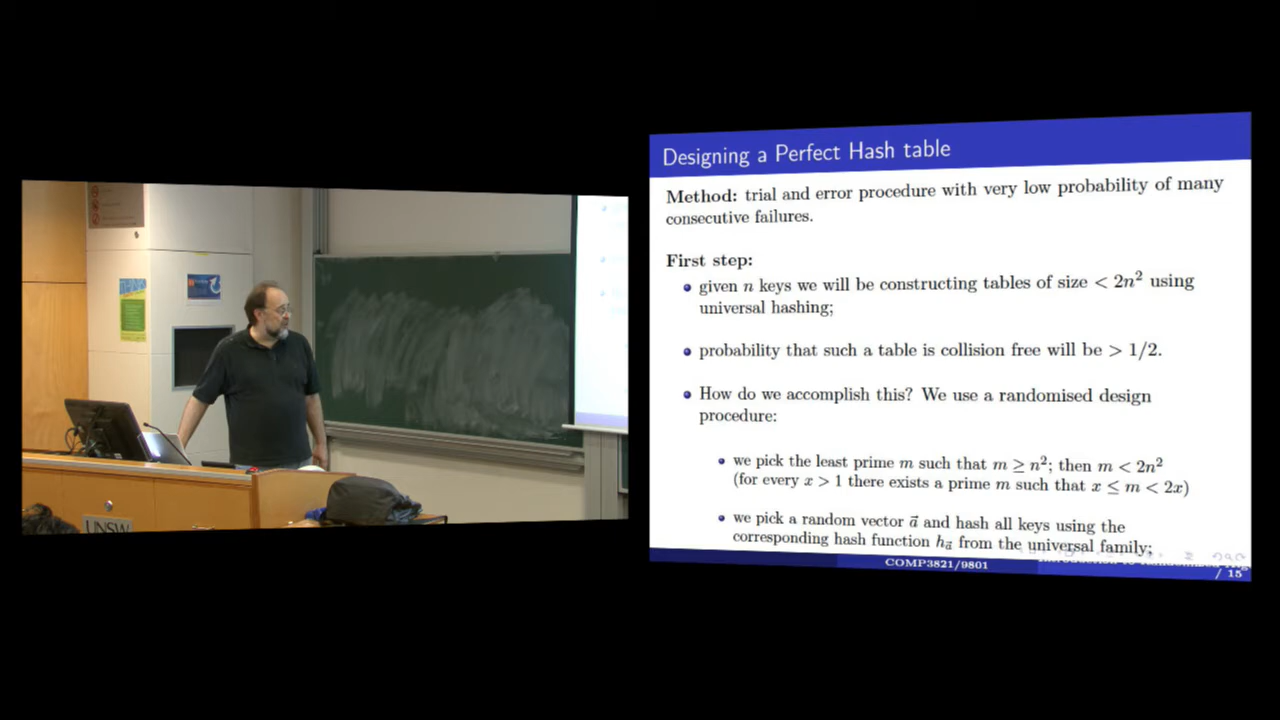 Designing a Perfect Hash table
Method: trial and error procedure with very low probability of many
consecutive failures.
First step:
given n keys we will be constructing tables of size < 2n² using
universal hashing;
probability that such a table is collision free will be > 1/2.
How do we accomplish this? We use a randomised design
procedure:
we pick the least prime m such that m ≥ n²; then m < 2n²
(for every x > 1 there exists a prime m such that x ≤ m < 2x)
we pick a random vector a⃗ and hash all keys using the
corresponding hash function hₐ⃗ from the universal family;
COMP3821/9801
/ 15
UNSW